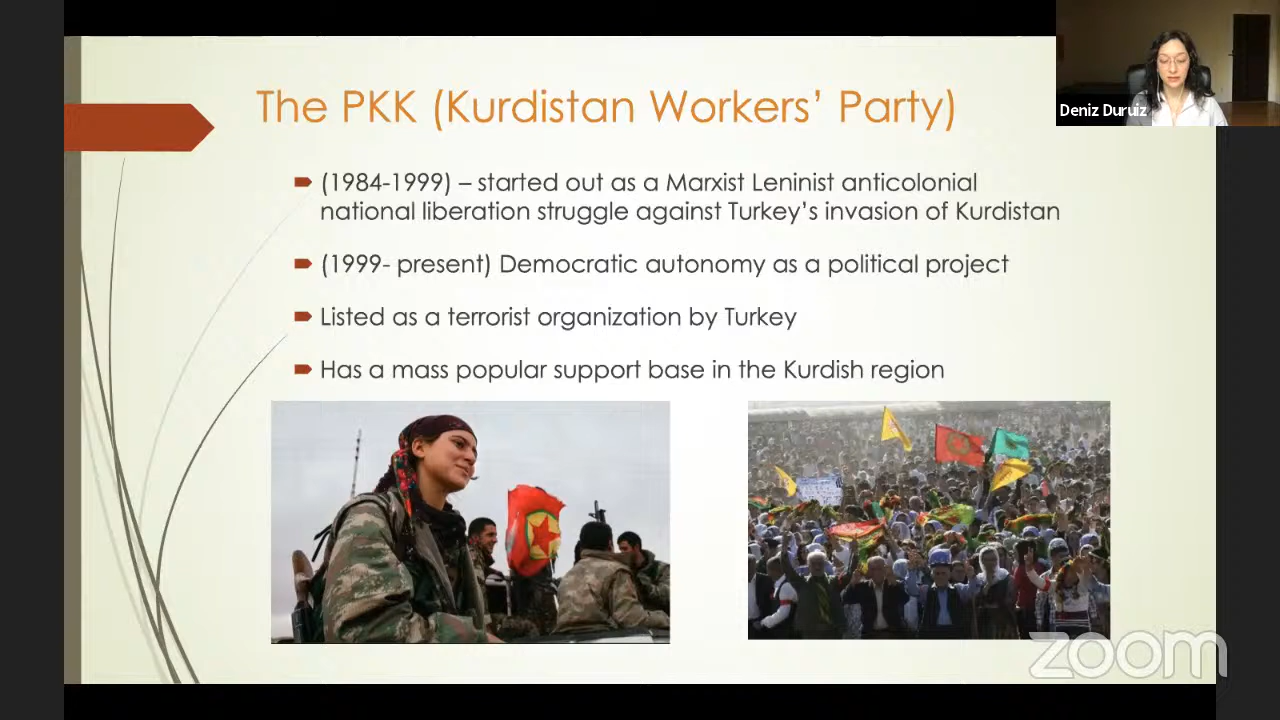 The PKK (Kurdistan Workers' Party)
Deniz Duruiz
(1984-1999) – started out as a Marxist Leninist anticolonial
national liberation struggle against Turkey's invasion of Kurdistan
(1999- present) Democratic autonomy as a political project
Listed as a terrorist organization by Turkey
Has a mass popular support base in the Kurdish region
zoom